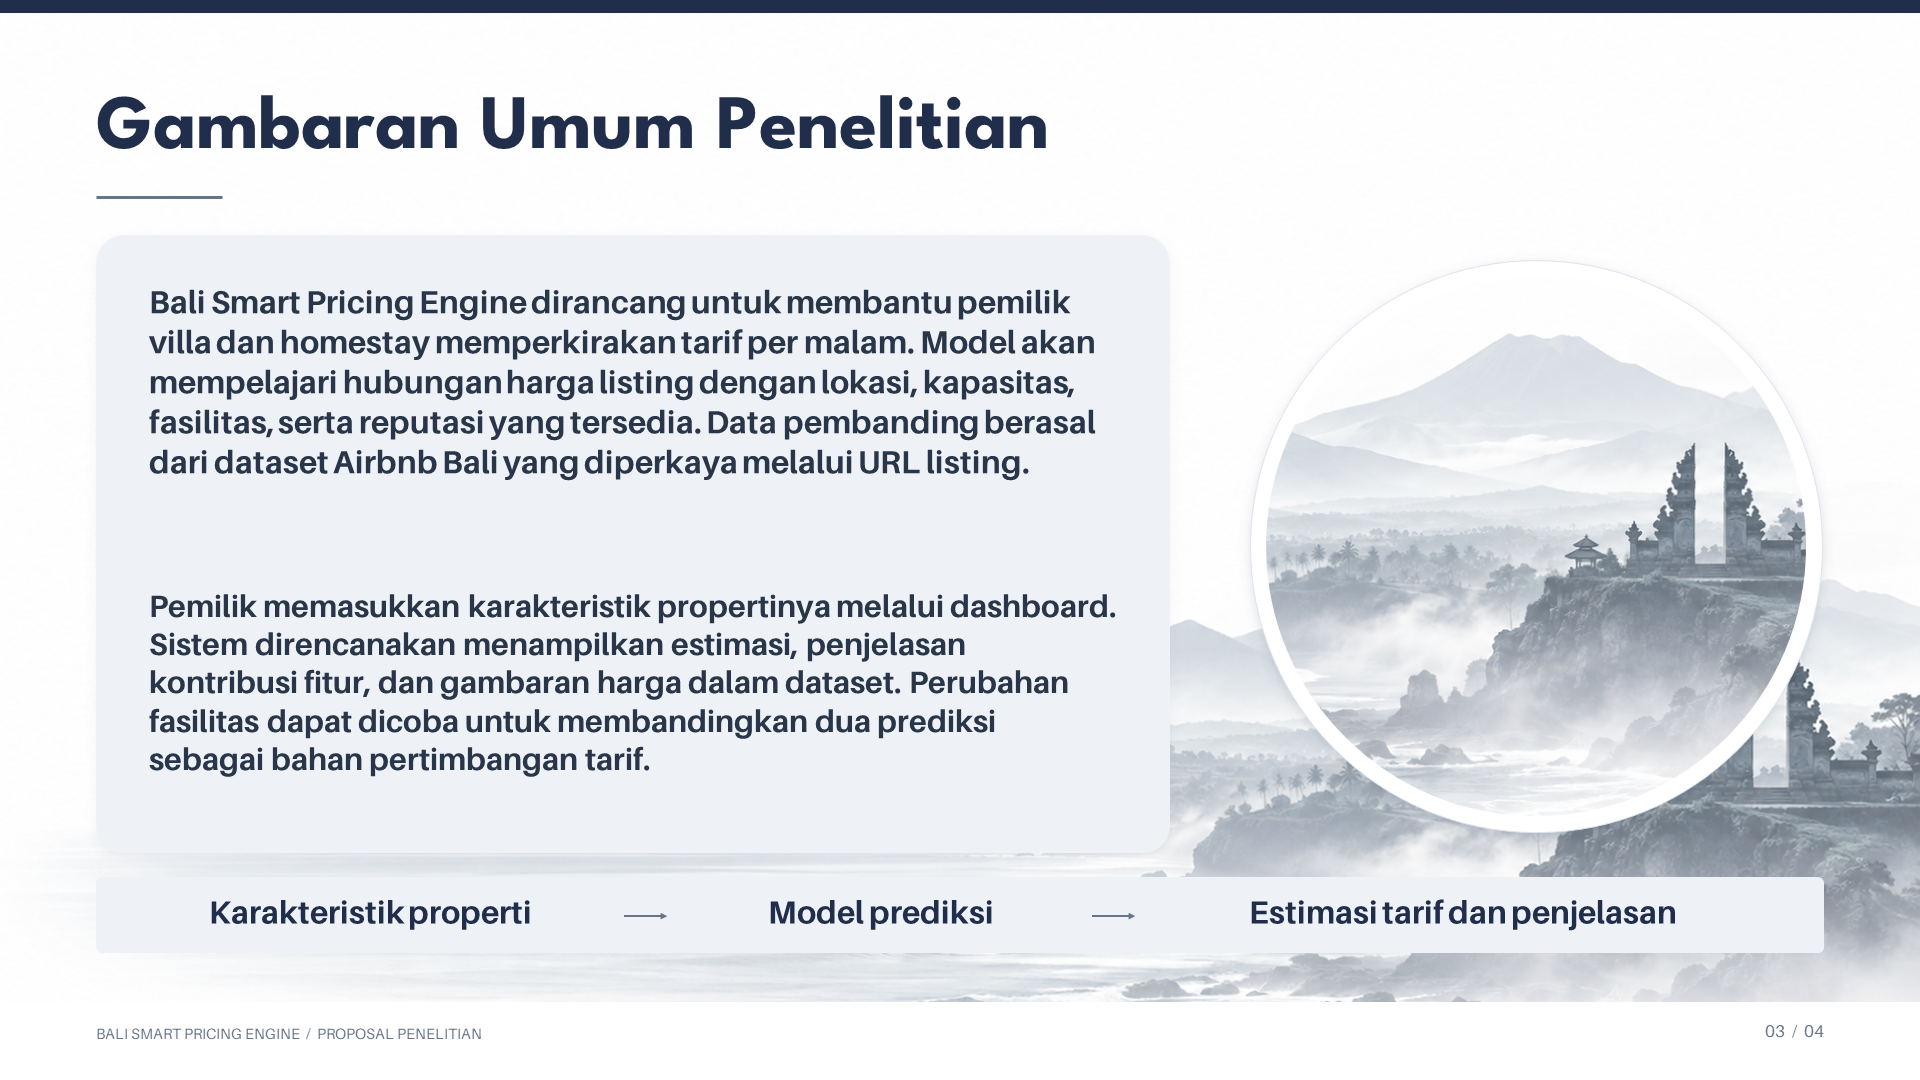 Gambaran Umum Penelitian
Bali Smart Pricing Engine dirancang untuk membantu pemilik
villa dan homestay memperkirakan tarif per malam. Model akan
mempelajari hubungan harga listing dengan lokasi, kapasitas,
fasilitas, serta reputasi yang tersedia. Data pembanding berasal
dari dataset Airbnb Bali yang diperkaya melalui URL listing.
Pemilik memasukkan karakteristik propertinya melalui dashboard.
Sistem direncanakan menampilkan estimasi, penjelasan
kontribusi fitur, dan gambaran harga dalam dataset. Perubahan
fasilitas dapat dicoba untuk membandingkan dua prediksi
sebagai bahan pertimbangan tarif.
Karakteristik properti → Model prediksi → Estimasi tarif dan penjelasan
BALI SMART PRICING ENGINE / PROPOSAL PENELITIAN
03 / 04